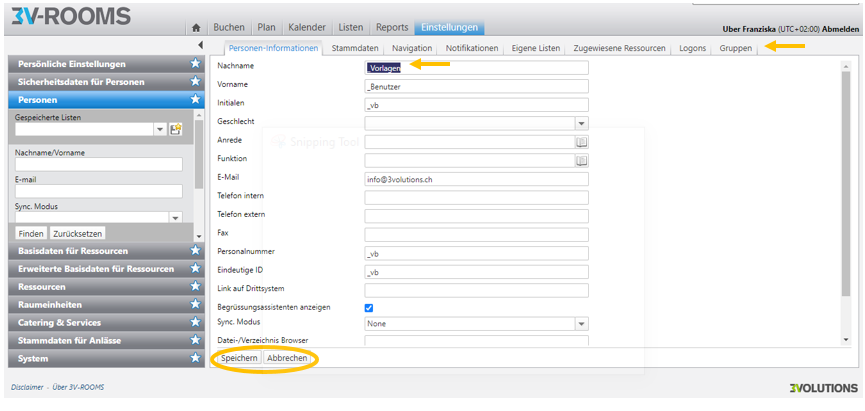 3V-ROOMS
Buchen Plan Kalender Listen Reports Einstellungen
Uber Franziska (UTC+02:00) Abmelden
Personen-Informationen Stammdaten Navigation Notifikationen Eigene Listen Zugewiesene Ressourcen Logons Gruppen
Persönliche Einstellungen
Sicherheitsdaten für Personen
Personen
Gespeicherte Listen
Nachname/Vorname
E-mail
Sync. Modus
Finden Zurücksetzen
Basisdaten für Ressourcen
Erweiterte Basisdaten für Ressourcen
Ressourcen
Raumeinheiten
Catering & Services
Stammdaten für Anlässe
System
Nachname _Vorlagen
Vorname _Benutzer
Initialen _vb
Geschlecht
Anrede
Snipping Tool
Funktion
E-Mail info@3volutions.ch
Telefon intern
Telefon extern
Fax
Personalnummer _vb
Eindeutige ID _vb
Link auf Drittsystem
Begrüssungsassistenten anzeigen
Sync. Modus None
Datei-/Verzeichnis Browser
Speichern Abbrechen
Disclaimer - Über 3V-ROOMS
3VOLUTIONS